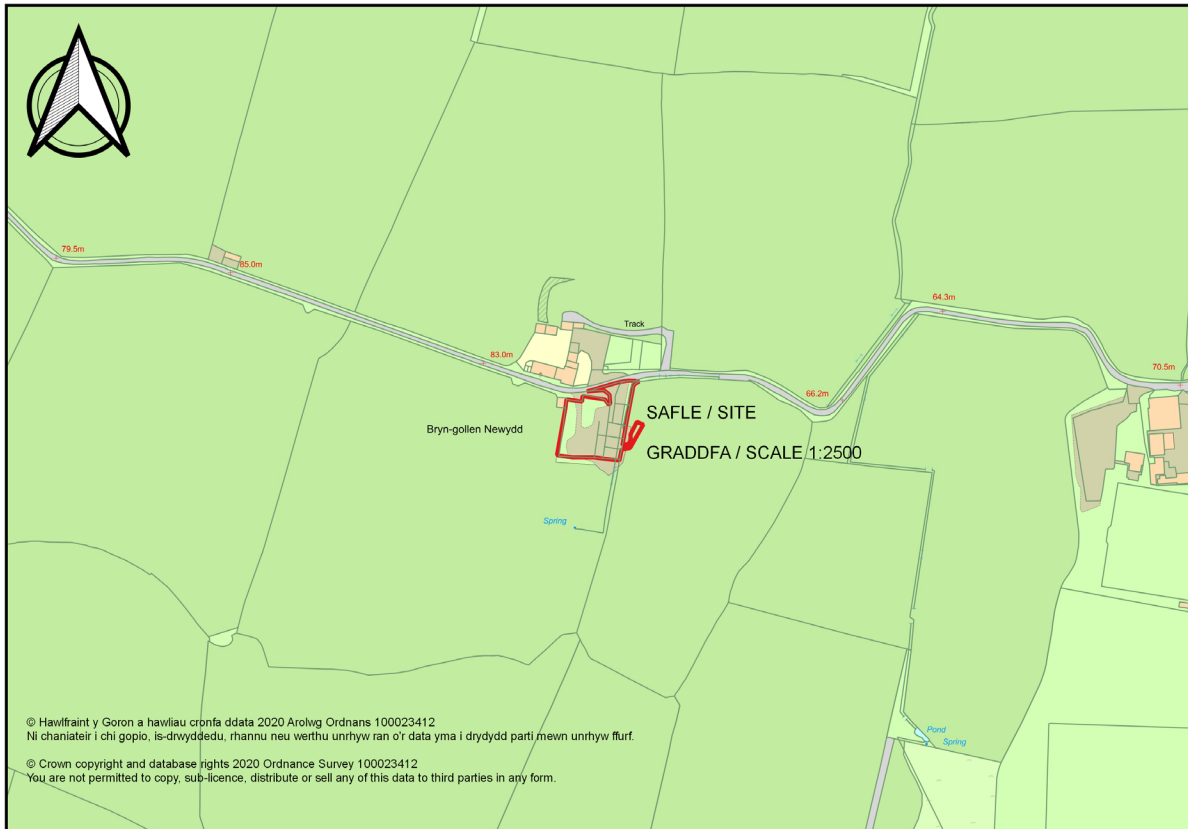 79.5m
85.0m
64.3m
Track
83.0m
70.5m
66.2m
SAFLE / SITE
Bryn-gollen Newydd
GRADDFA / SCALE 1:2500
Spring
Pond
Spring
© Hawlfraint y Goron a hawliau cronfa ddata 2020 Arolwg Ordnans 100023412
Ni chaniateir i chi gopio, is-drwyddedu, rhannu neu werthu unrhyw ran o'r data yma i drydydd parti mewn unrhyw ffurf.
© Crown copyright and database rights 2020 Ordnance Survey 100023412
You are not permitted to copy, sub-licence, distribute or sell any of this data to third parties in any form.